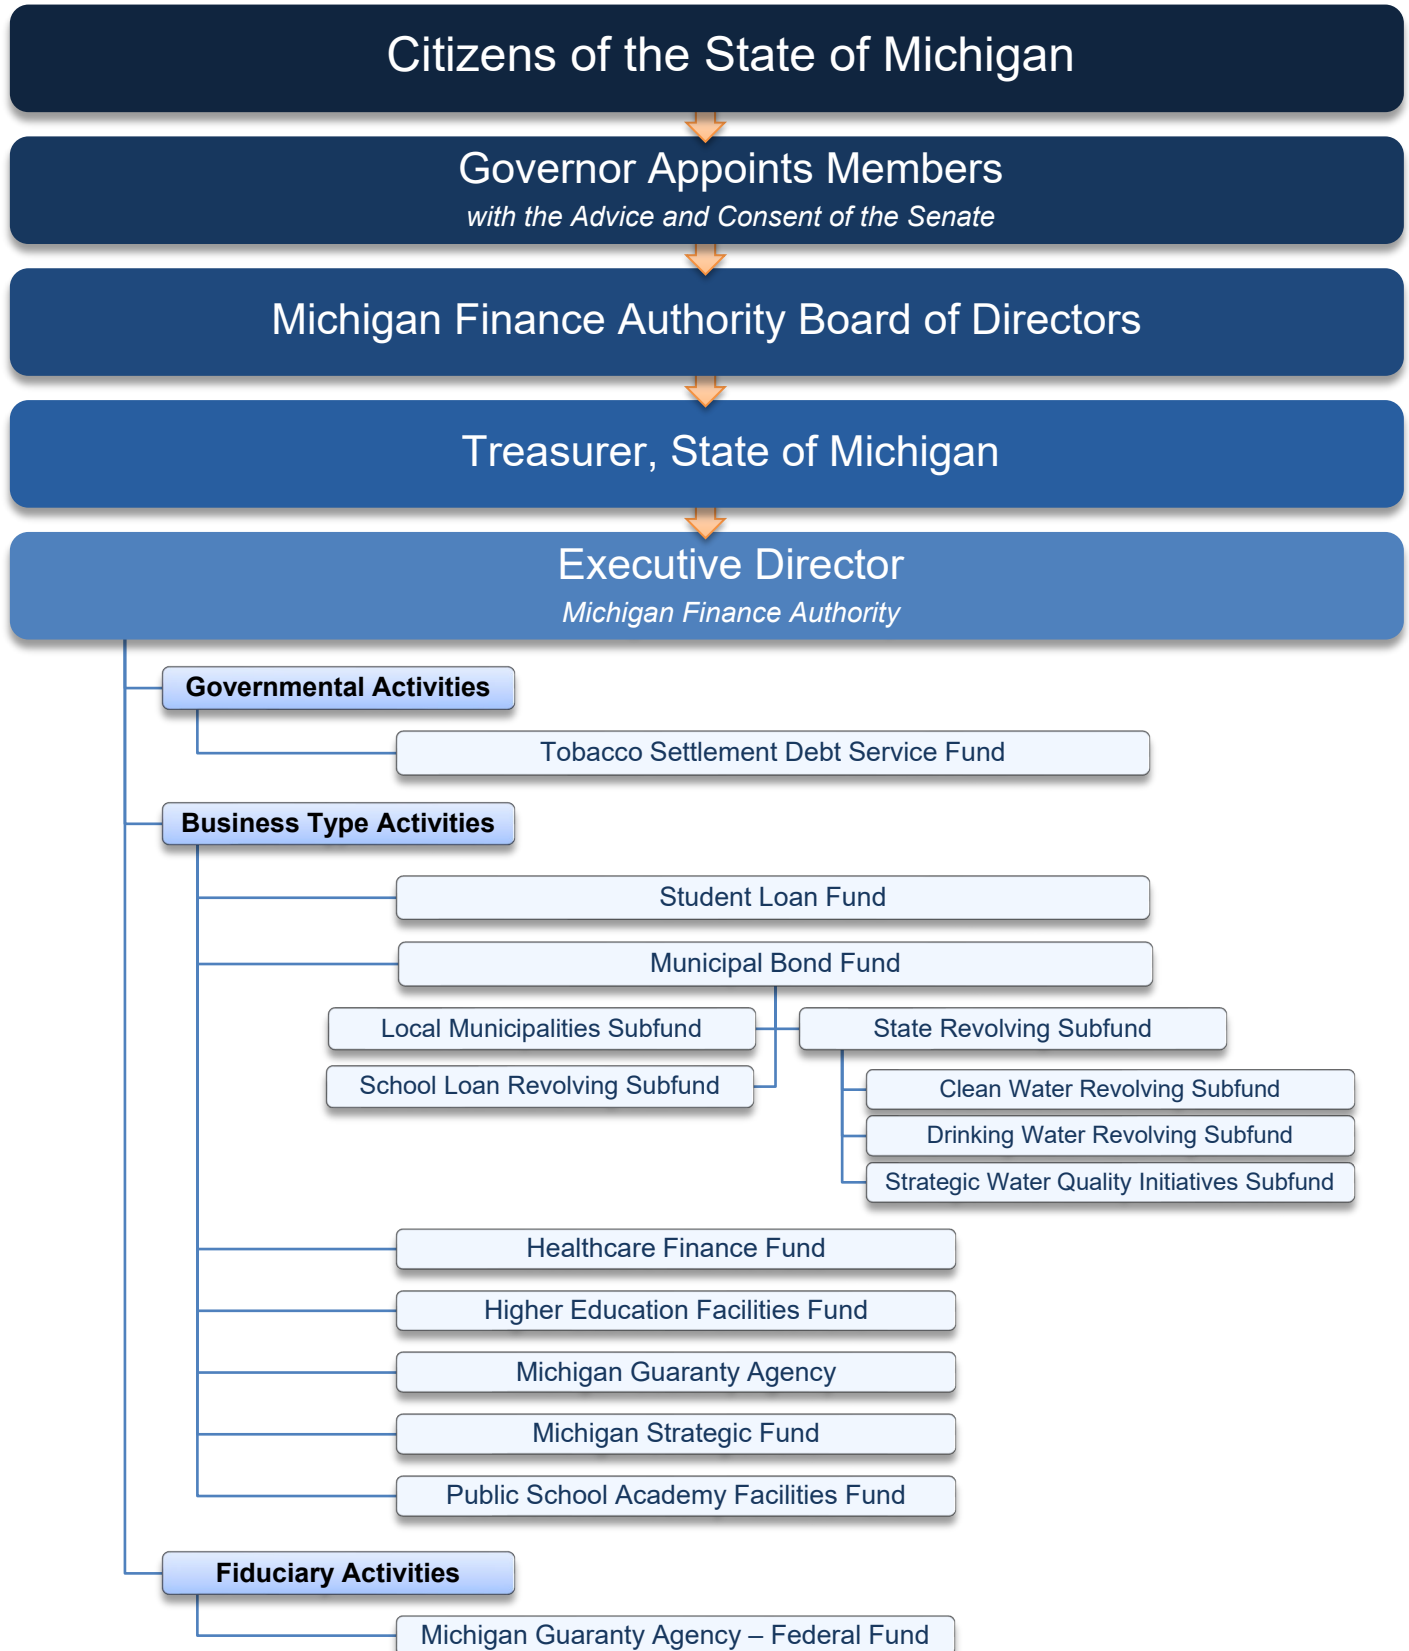 Citizens of the State of Michigan
Governor Appoints Members
with the Advice and Consent of the Senate
Michigan Finance Authority Board of Directors
Treasurer, State of Michigan
Executive Director
Michigan Finance Authority
Governmental Activities
Tobacco Settlement Debt Service Fund
Business Type Activities
Student Loan Fund
Municipal Bond Fund
Local Municipalities Subfund
State Revolving Subfund
School Loan Revolving Subfund
Clean Water Revolving Subfund
Drinking Water Revolving Subfund
Strategic Water Quality Initiatives Subfund
Healthcare Finance Fund
Higher Education Facilities Fund
Michigan Guaranty Agency
Michigan Strategic Fund
Public School Academy Facilities Fund
Fiduciary Activities
Michigan Guaranty Agency – Federal Fund